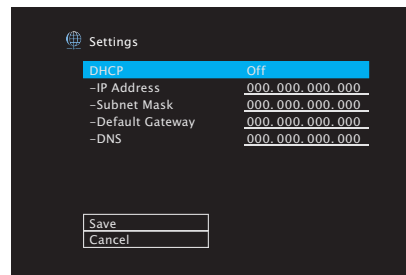 Settings
DHCP Off
-IP Address 000.000.000.000
-Subnet Mask 000.000.000.000
-Default Gateway 000.000.000.000
-DNS 000.000.000.000
Save
Cancel